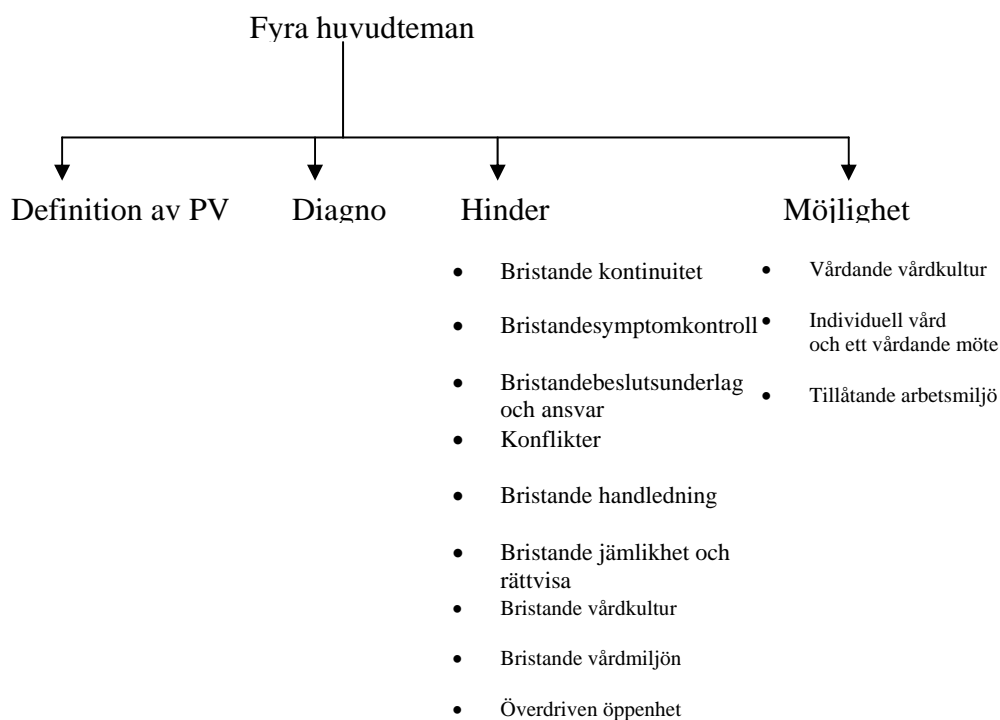 Fyra huvudteman
Definition av PV
Diagno
Hinder
Möjlighet
Bristande kontinuitet
Bristandesymptomkontroll
Bristandebeslutsunderlag
och ansvar
Konflikter
Bristande handledning
Bristande jämlikhet och
rättvisa
Bristande vårdkultur
Bristande vårdmiljön
Överdriven öppenhet
Vårdande vårdkultur
Individuell vård
och ett vårdande möte
Tillåtande arbetsmiljö